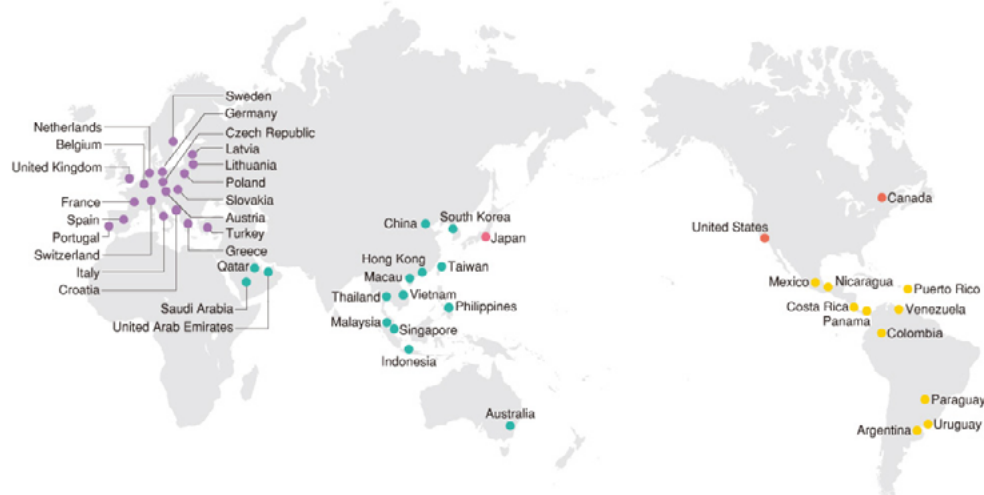 Sweden
Germany
Netherlands
Czech Republic
Belgium
Latvia
United Kingdom
Lithuania
Poland
France
Slovakia
Spain
Austria
Portugal
Turkey
Switzerland
Greece
Italy
Qatar
Croatia
Saudi Arabia
United Arab Emirates
China
South Korea
Japan
Hong Kong
Taiwan
Macau
Thailand
Vietnam
Philippines
Malaysia
Singapore
Indonesia
Australia
Canada
United States
Mexico
Nicaragua
Puerto Rico
Costa Rica
Venezuela
Panama
Colombia
Paraguay
Uruguay
Argentina